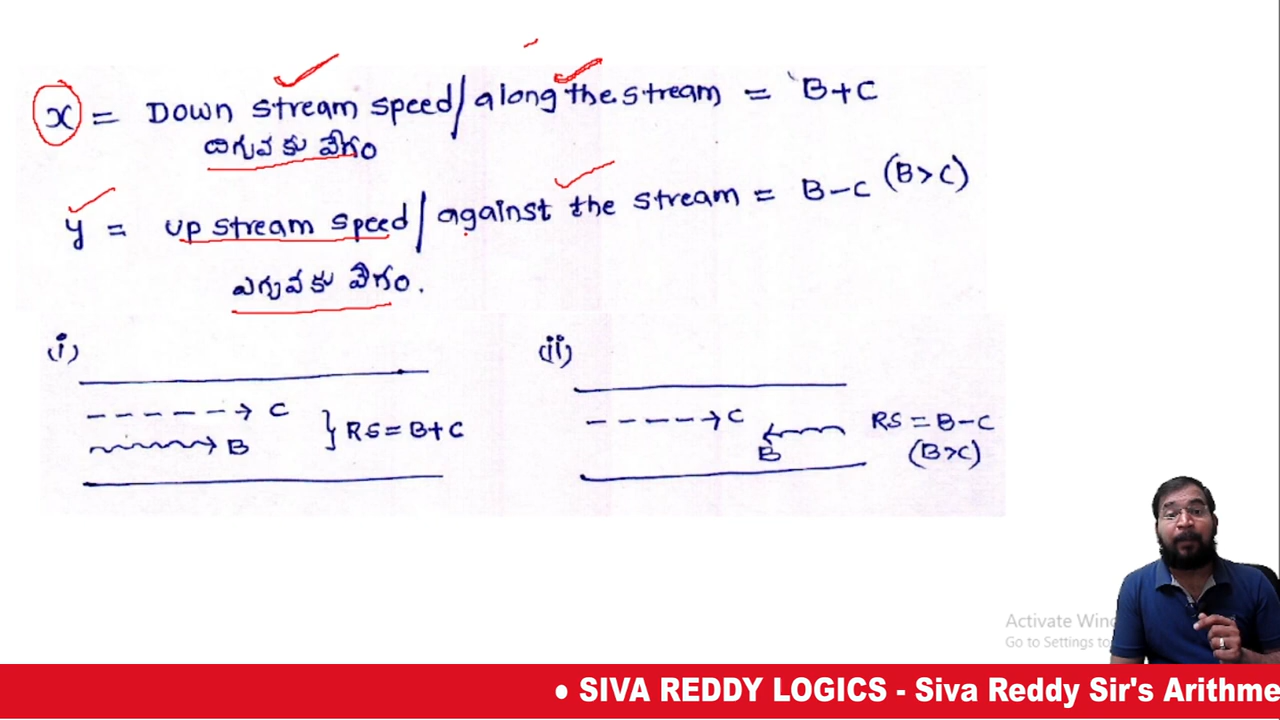 x = Down stream speed/along the stream = B+C
దిగువకు వేగం
y = up stream speed/against the stream = B-C (B>C)
ఎగువకు వేగం.
(i)
C
B
RS = B+C
(ii)
C
B
RS = B-C
(B>C)
Activate Wind
Go to Settings to
• SIVA REDDY LOGICS - Siva Reddy Sir's Arithme